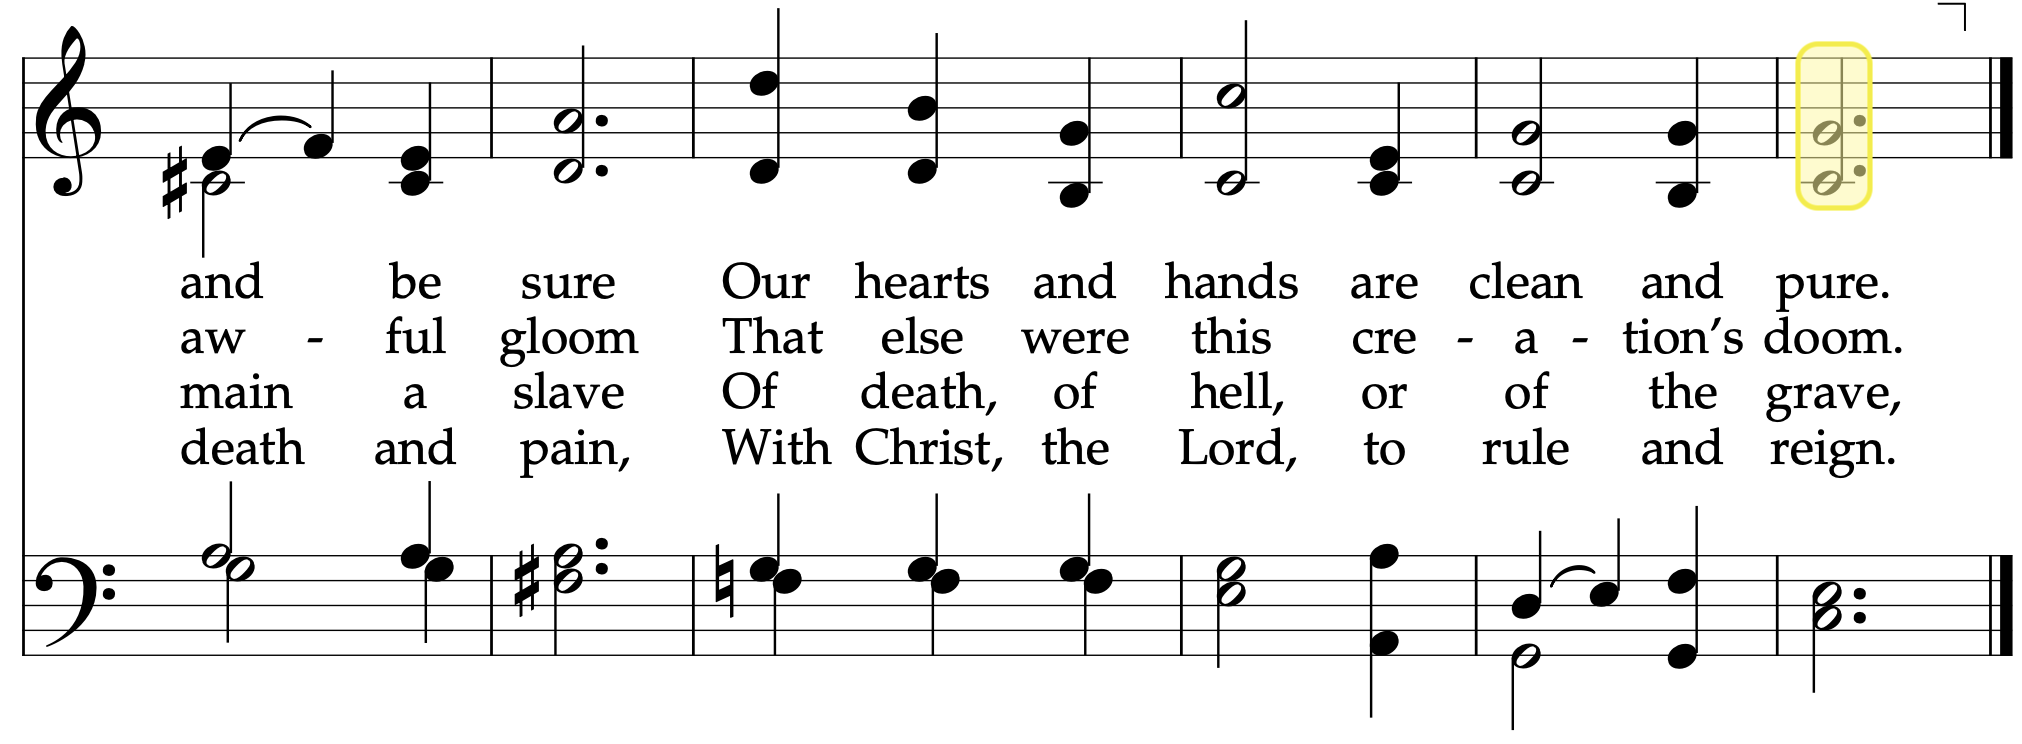 and be sure Our hearts and hands are clean and pure.
aw - ful gloom That else were this cre - a - tion’s doom.
main a slave Of death, of hell, or of the grave,
death and pain, With Christ, the Lord, to rule and reign.